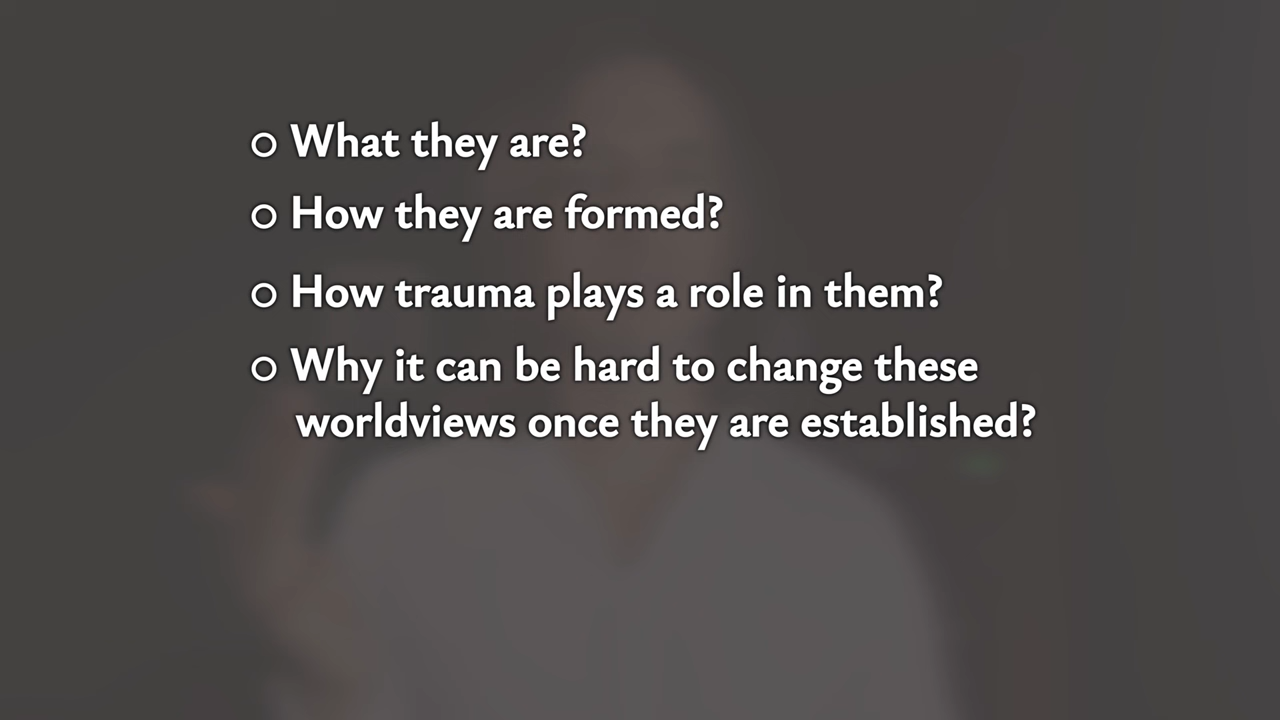 ○ What they are?
○ How they are formed?
○ How trauma plays a role in them?
○ Why it can be hard to change these
worldviews once they are established?